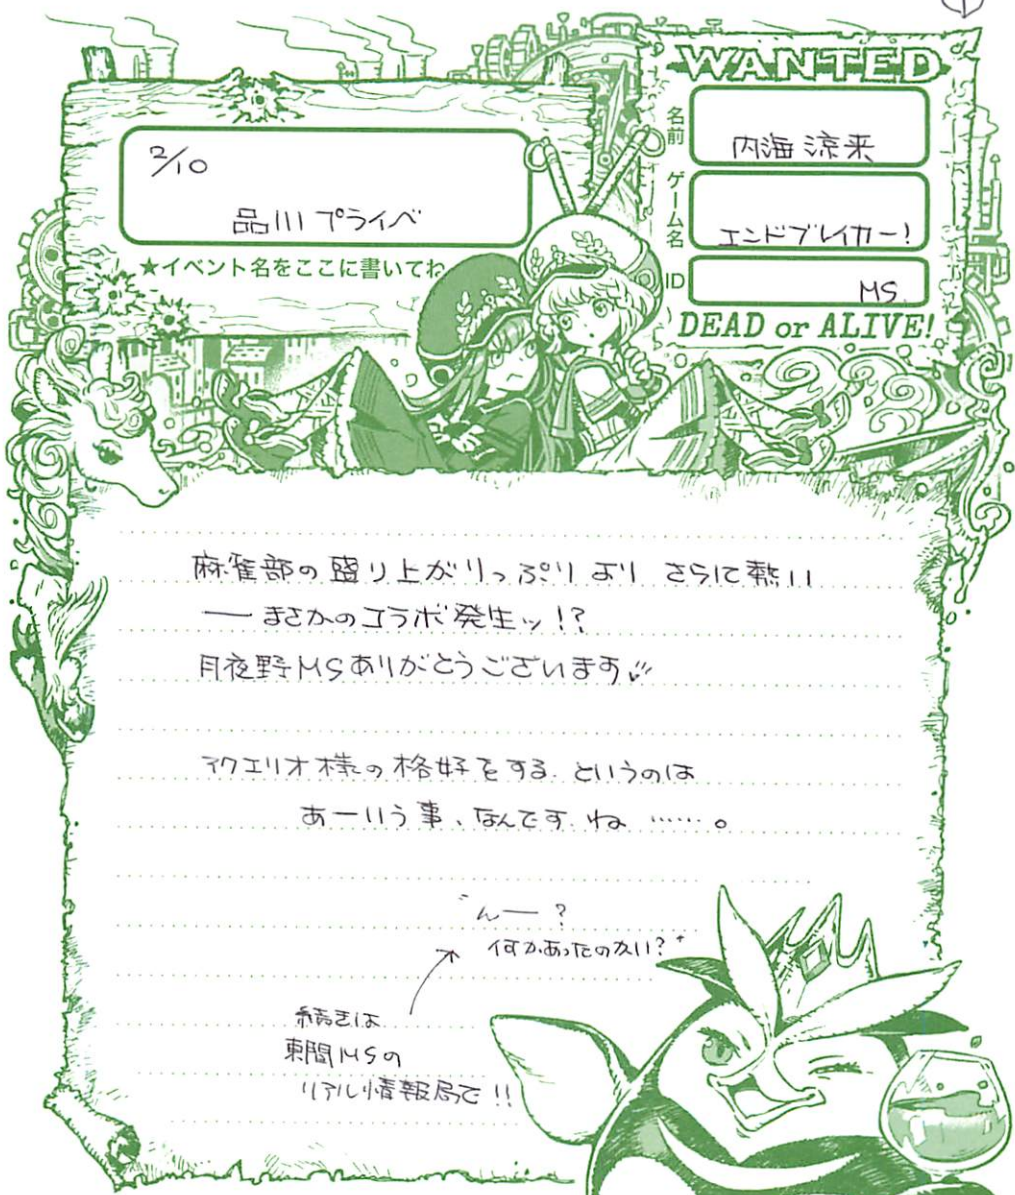 WANTED
名前
内海涼来
2/10
品川プライベ
ゲーム名
エンドブレイカー!
★イベント名をここに書いてね
ID
MS
DEAD or ALIVE!
麻雀部の盛り上がりっぷりより さらに熱い
── まさかのコラボ発生ッ!?
月夜野MSありがとうございます
アクエリオ様の格好をする というのは
あーいう事、なんですね ……。
"んー?
何かあったのかい?"
続きは
東間MSの
リアル情報局で!!